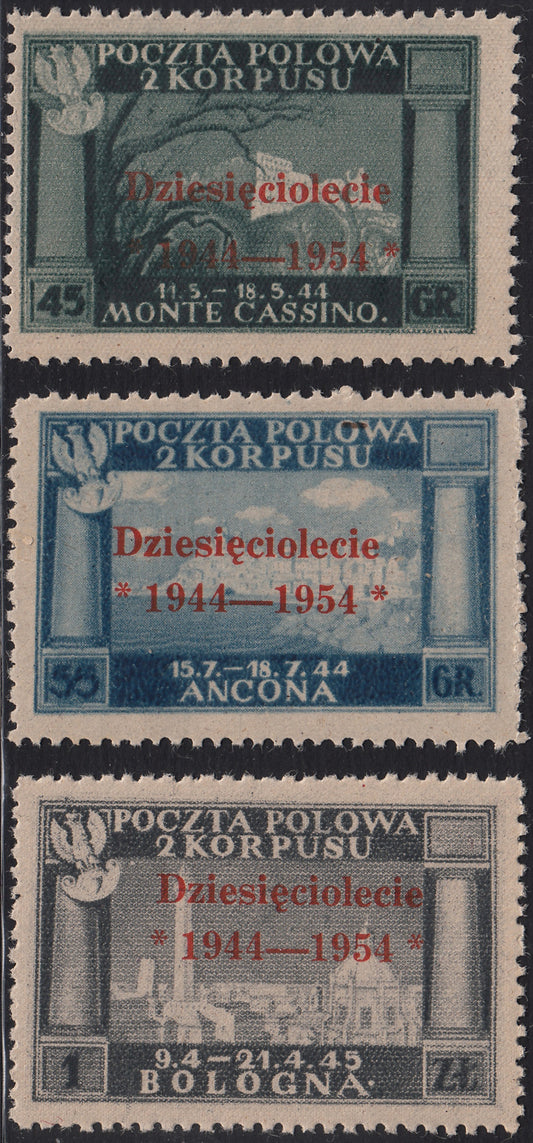 POCZTA POLOWA
2 KORPUSU
Dziesięciolecie
* 1944—1954 *
45 11.5.–18.5.44 GR.
MONTE CASSINO.
POCZTA POLOWA
2 KORPUSU
Dziesięciolecie
* 1944—1954 *
15.7.–18.7.44 GR.
ANCONA
POCZTA POLOWA
2 KORPUSU
Dziesięciolecie
* 1944—1954 *
1 9.4–21.4.45 ZŁ
BOLOGNA.